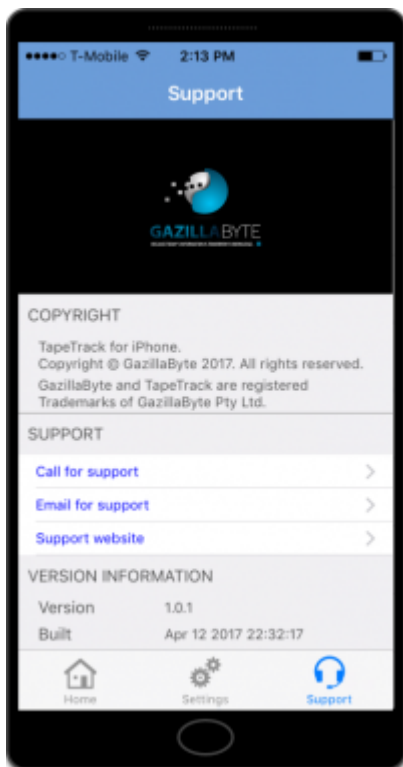 T-Mobile 2:13 PM
Support
GAZILLABYTE
COPYRIGHT
TapeTrack for iPhone.
Copyright © GazillaByte 2017. All rights reserved.
GazillaByte and TapeTrack are registered
Trademarks of GazillaByte Pty Ltd.
SUPPORT
Call for support
Email for support
Support website
VERSION INFORMATION
Version 1.0.1
Built Apr 12 2017 22:32:17
Home Settings Support